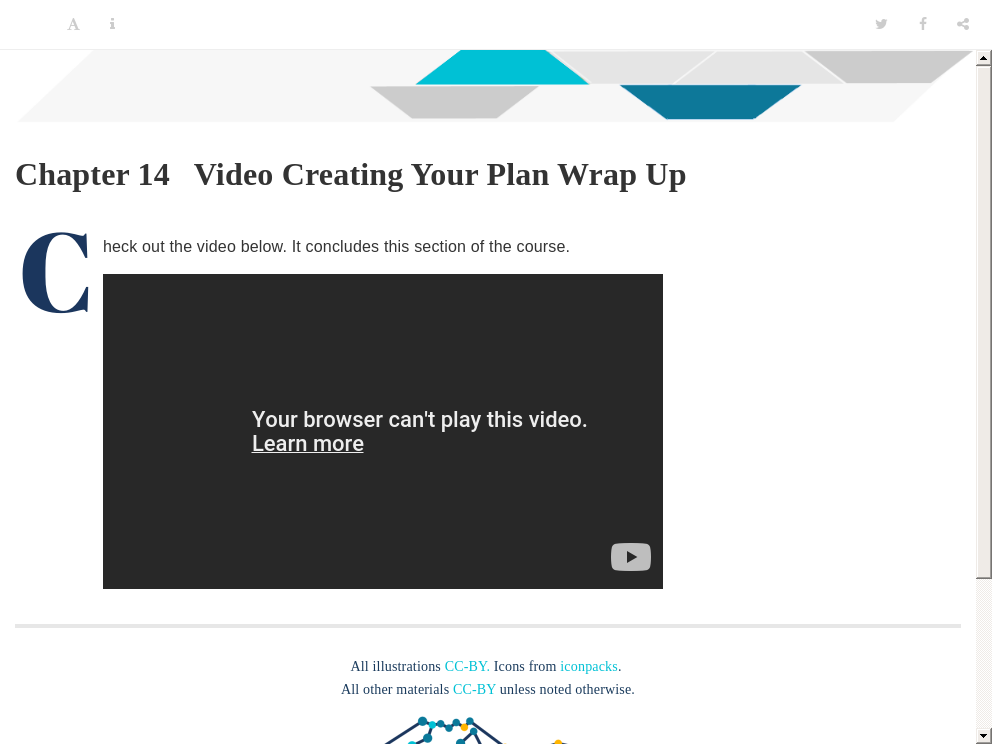 Chapter 14 Video Creating Your Plan Wrap Up
Check out the video below. It concludes this section of the course.
Your browser can't play this video.
Learn more
All illustrations CC-BY. Icons from iconpacks.
All other materials CC-BY unless noted otherwise.